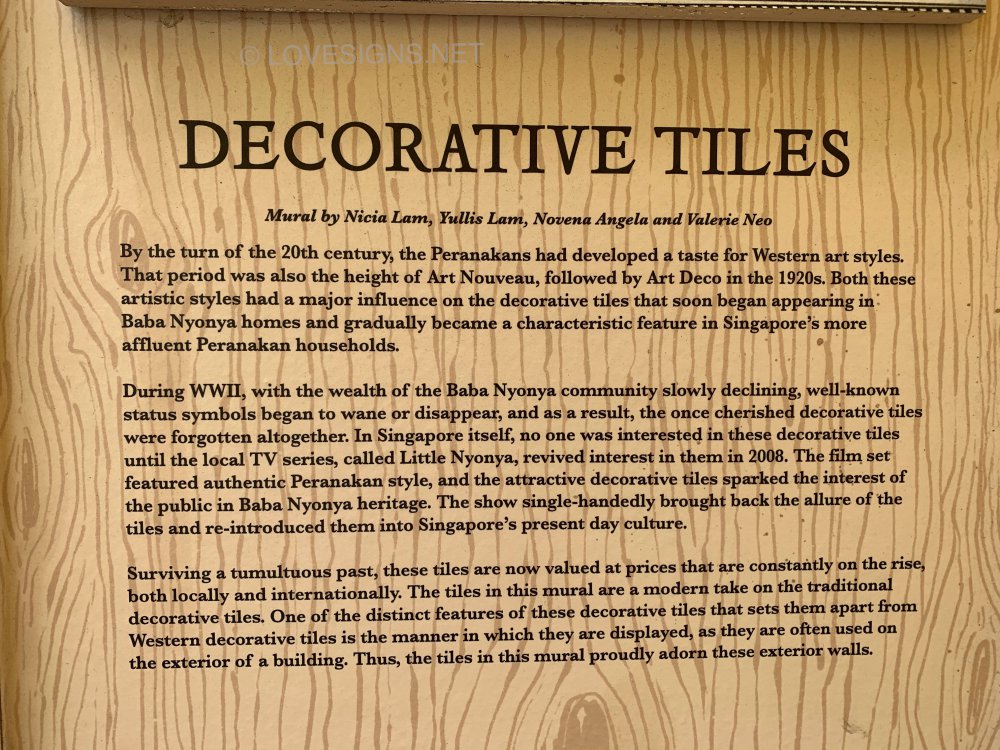 © LOVESIGNS.NET
DECORATIVE TILES
Mural by Nicia Lam, Yullis Lam, Novena Angela and Valerie Neo
By the turn of the 20th century, the Peranakans had developed a taste for Western art styles.
That period was also the height of Art Nouveau, followed by Art Deco in the 1920s. Both these
artistic styles had a major influence on the decorative tiles that soon began appearing in
Baba Nyonya homes and gradually became a characteristic feature in Singapore's more
affluent Peranakan households.
During WWII, with the wealth of the Baba Nyonya community slowly declining, well-known
status symbols began to wane or disappear, and as a result, the once cherished decorative tiles
were forgotten altogether. In Singapore itself, no one was interested in these decorative tiles
until the local TV series, called Little Nyonya, revived interest in them in 2008. The film set
featured authentic Peranakan style, and the attractive decorative tiles sparked the interest of
the public in Baba Nyonya heritage. The show single-handedly brought back the allure of the
tiles and re-introduced them into Singapore's present day culture.
Surviving a tumultuous past, these tiles are now valued at prices that are constantly on the rise,
both locally and internationally. The tiles in this mural are a modern take on the traditional
decorative tiles. One of the distinct features of these decorative tiles that sets them apart from
Western decorative tiles is the manner in which they are displayed, as they are often used on
the exterior of a building. Thus, the tiles in this mural proudly adorn these exterior walls.